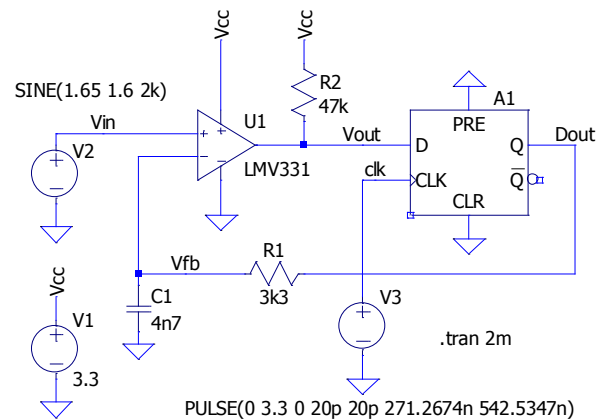 Vcc
Vcc
SINE(1.65 1.6 2k)
Vin
V2
U1
LMV331
R2
47k
Vout
A1
PRE
D
Q
CLK
Q
CLR
Dout
clk
Vfb
R1
3k3
C1
4n7
Vcc
V1
3.3
V3
.tran 2m
PULSE(0 3.3 0 20p 20p 271.2674n 542.5347n)